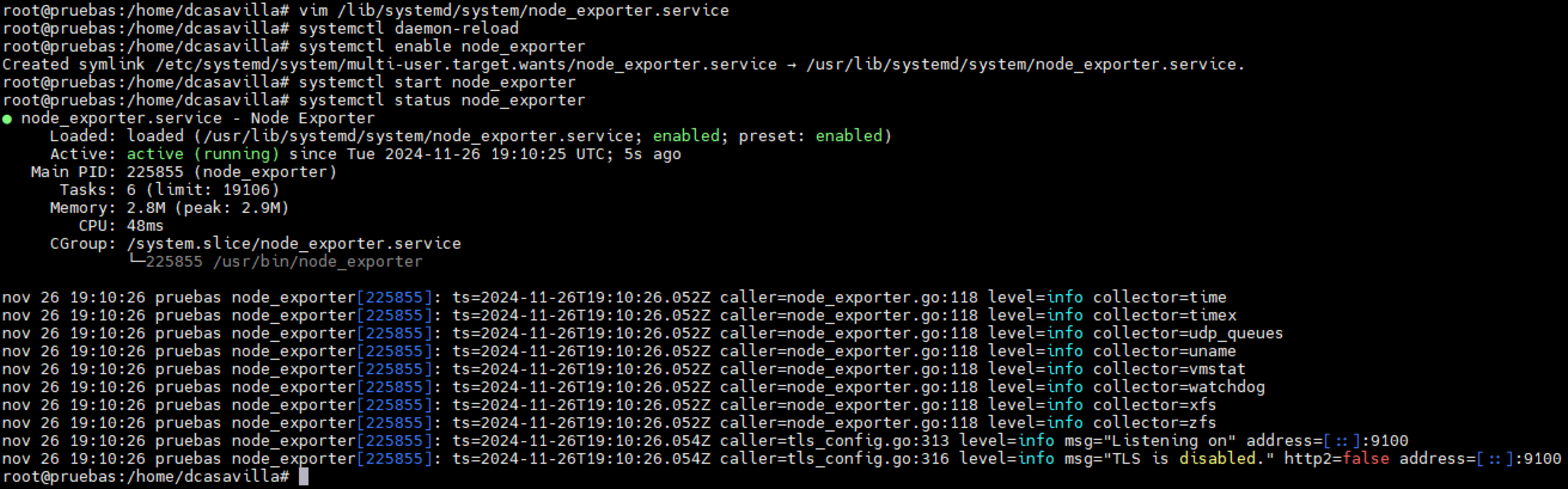 root@pruebas:/home/dcasavilla# vim /lib/systemd/system/node_exporter.service
root@pruebas:/home/dcasavilla# systemctl daemon-reload
root@pruebas:/home/dcasavilla# systemctl enable node_exporter
Created symlink /etc/systemd/system/multi-user.target.wants/node_exporter.service → /usr/lib/systemd/system/node_exporter.service.
root@pruebas:/home/dcasavilla# systemctl start node_exporter
root@pruebas:/home/dcasavilla# systemctl status node_exporter
● node_exporter.service - Node Exporter
     Loaded: loaded (/usr/lib/systemd/system/node_exporter.service; enabled; preset: enabled)
     Active: active (running) since Tue 2024-11-26 19:10:25 UTC; 5s ago
   Main PID: 225855 (node_exporter)
      Tasks: 6 (limit: 19106)
     Memory: 2.8M (peak: 2.9M)
        CPU: 48ms
     CGroup: /system.slice/node_exporter.service
             └─225855 /usr/bin/node_exporter

nov 26 19:10:26 pruebas node_exporter[225855]: ts=2024-11-26T19:10:26.052Z caller=node_exporter.go:118 level=info collector=time
nov 26 19:10:26 pruebas node_exporter[225855]: ts=2024-11-26T19:10:26.052Z caller=node_exporter.go:118 level=info collector=timex
nov 26 19:10:26 pruebas node_exporter[225855]: ts=2024-11-26T19:10:26.052Z caller=node_exporter.go:118 level=info collector=udp_queues
nov 26 19:10:26 pruebas node_exporter[225855]: ts=2024-11-26T19:10:26.052Z caller=node_exporter.go:118 level=info collector=uname
nov 26 19:10:26 pruebas node_exporter[225855]: ts=2024-11-26T19:10:26.052Z caller=node_exporter.go:118 level=info collector=vmstat
nov 26 19:10:26 pruebas node_exporter[225855]: ts=2024-11-26T19:10:26.052Z caller=node_exporter.go:118 level=info collector=watchdog
nov 26 19:10:26 pruebas node_exporter[225855]: ts=2024-11-26T19:10:26.052Z caller=node_exporter.go:118 level=info collector=xfs
nov 26 19:10:26 pruebas node_exporter[225855]: ts=2024-11-26T19:10:26.052Z caller=node_exporter.go:118 level=info collector=zfs
nov 26 19:10:26 pruebas node_exporter[225855]: ts=2024-11-26T19:10:26.054Z caller=tls_config.go:313 level=info msg="Listening on" address=[::]:9100
nov 26 19:10:26 pruebas node_exporter[225855]: ts=2024-11-26T19:10:26.054Z caller=tls_config.go:316 level=info msg="TLS is disabled." http2=false address=[::]:9100
root@pruebas:/home/dcasavilla#